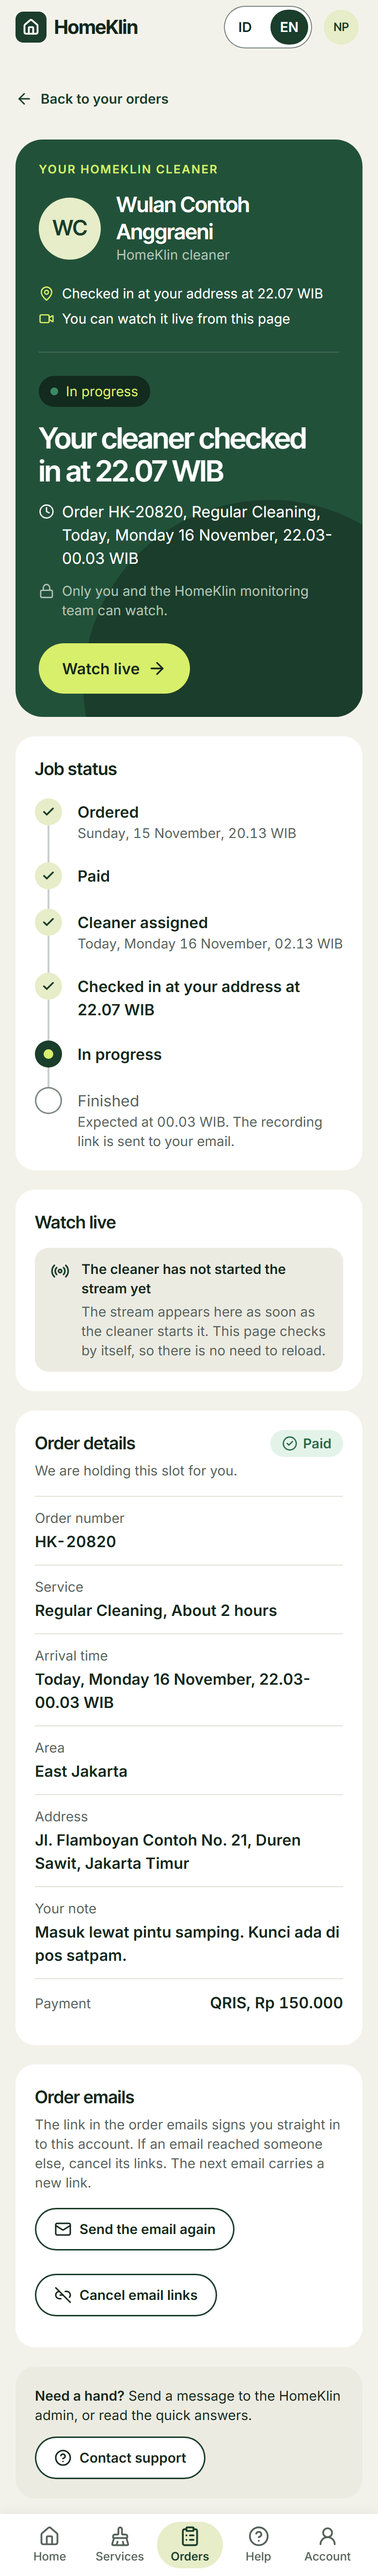 HomeKlin
ID EN NP
Back to your orders
YOUR HOMEKLIN CLEANER
WC
Wulan Contoh
Anggraeni
HomeKlin cleaner
Checked in at your address at 22.07 WIB
You can watch it live from this page
In progress
Your cleaner checked
in at 22.07 WIB
Order HK-20820, Regular Cleaning,
Today, Monday 16 November, 22.03-
00.03 WIB
Only you and the HomeKlin monitoring
team can watch.
Watch live
Job status
Ordered
Sunday, 15 November, 20.13 WIB
Paid
Cleaner assigned
Today, Monday 16 November, 02.13 WIB
Checked in at your address at
22.07 WIB
In progress
Finished
Expected at 00.03 WIB. The recording
link is sent to your email.
Watch live
The cleaner has not started the
stream yet
The stream appears here as soon as
the cleaner starts it. This page checks
by itself, so there is no need to reload.
Order details
Paid
We are holding this slot for you.
Order number
HK-20820
Service
Regular Cleaning, About 2 hours
Arrival time
Today, Monday 16 November, 22.03-
00.03 WIB
Area
East Jakarta
Address
Jl. Flamboyan Contoh No. 21, Duren
Sawit, Jakarta Timur
Your note
Masuk lewat pintu samping. Kunci ada di
pos satpam.
Payment QRIS, Rp 150.000
Order emails
The link in the order emails signs you straight in
to this account. If an email reached someone
else, cancel its links. The next email carries a
new link.
Send the email again
Cancel email links
Need a hand? Send a message to the HomeKlin
admin, or read the quick answers.
Contact support
Home Services Orders Help Account